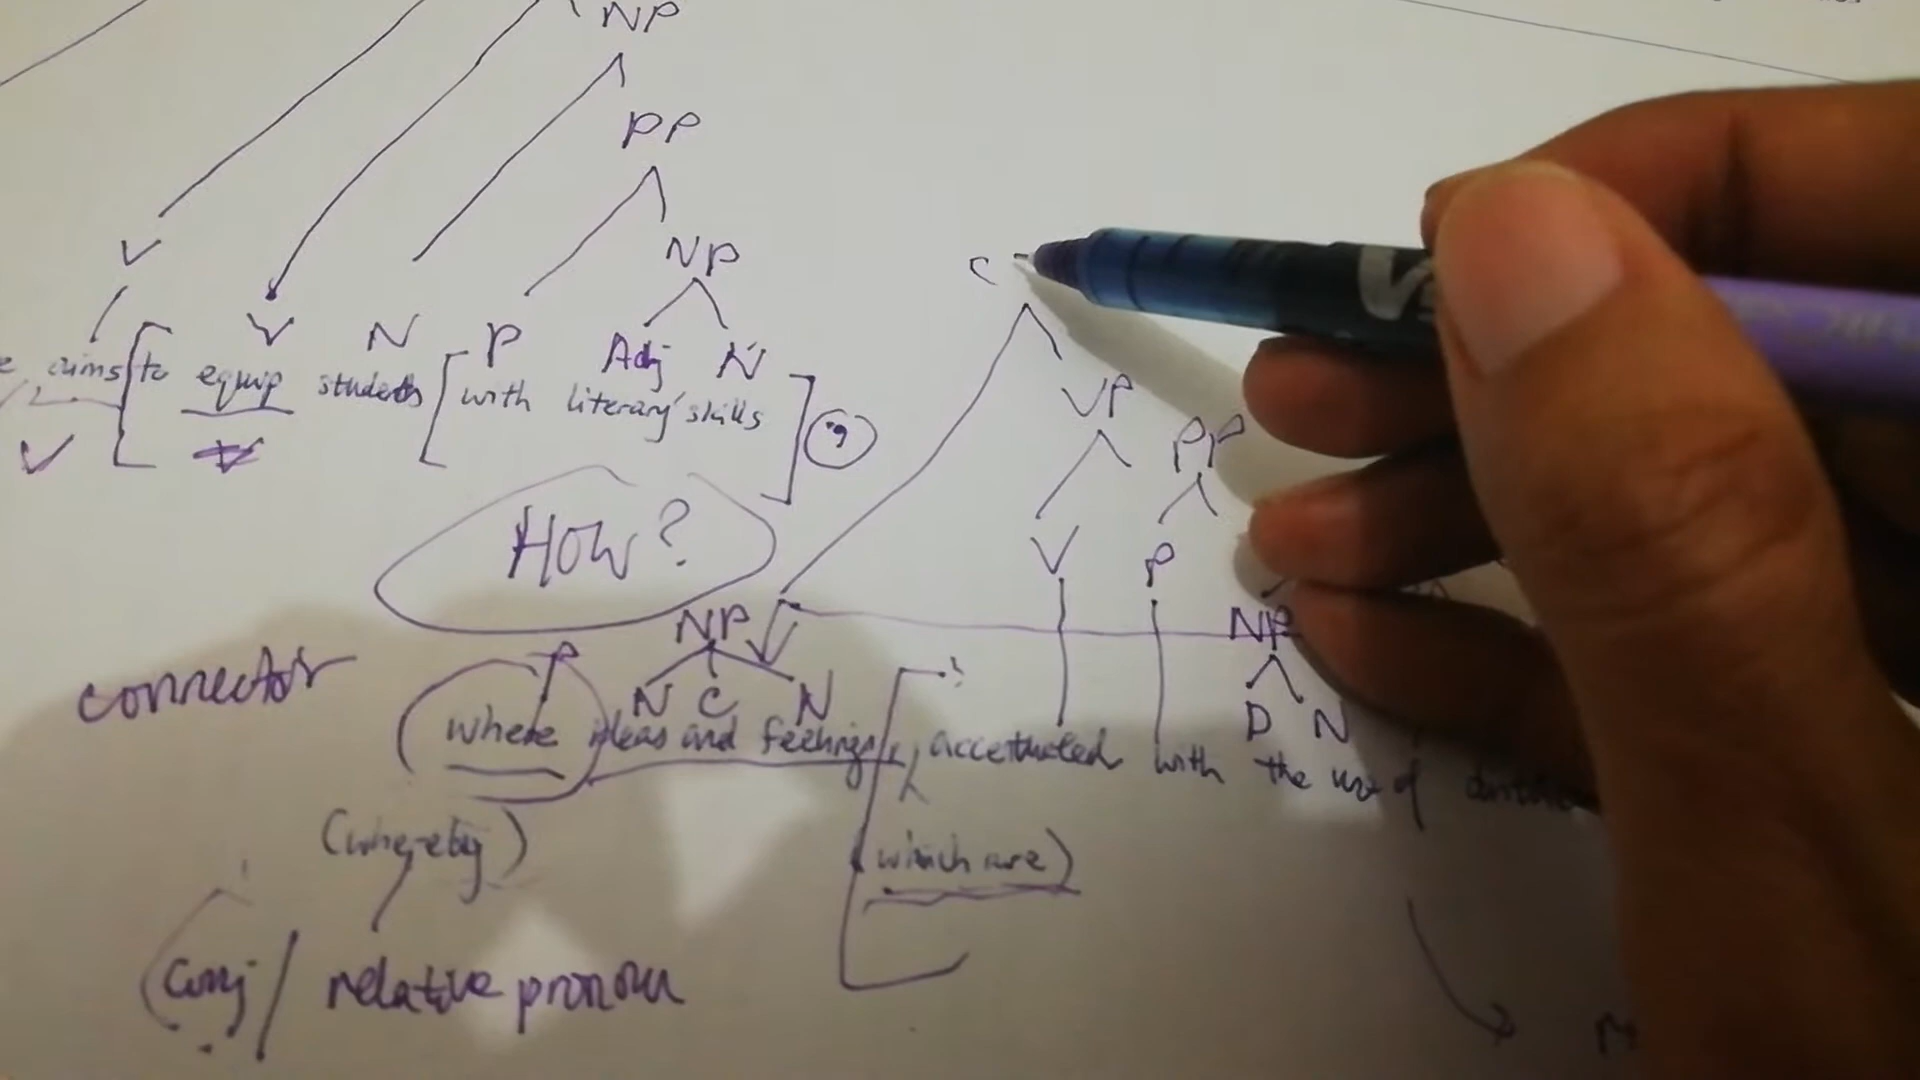 NP
PP
V NP
C
V N P Adj N VP PP
aims to equip students with literary skills
V
HOW? V P
NP NP
connector P N C N D N
where ideas and feelings, accentuated with the use of
(whereby) (which are)
(conj / relative pronoun